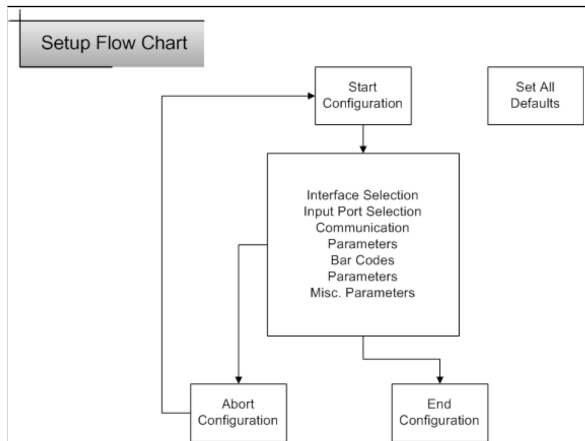 Setup Flow Chart
Start
Configuration
Set All
Defaults
Interface Selection
Input Port Selection
Communication
Parameters
Bar Codes
Parameters
Misc. Parameters
Abort
Configuration
End
Configuration